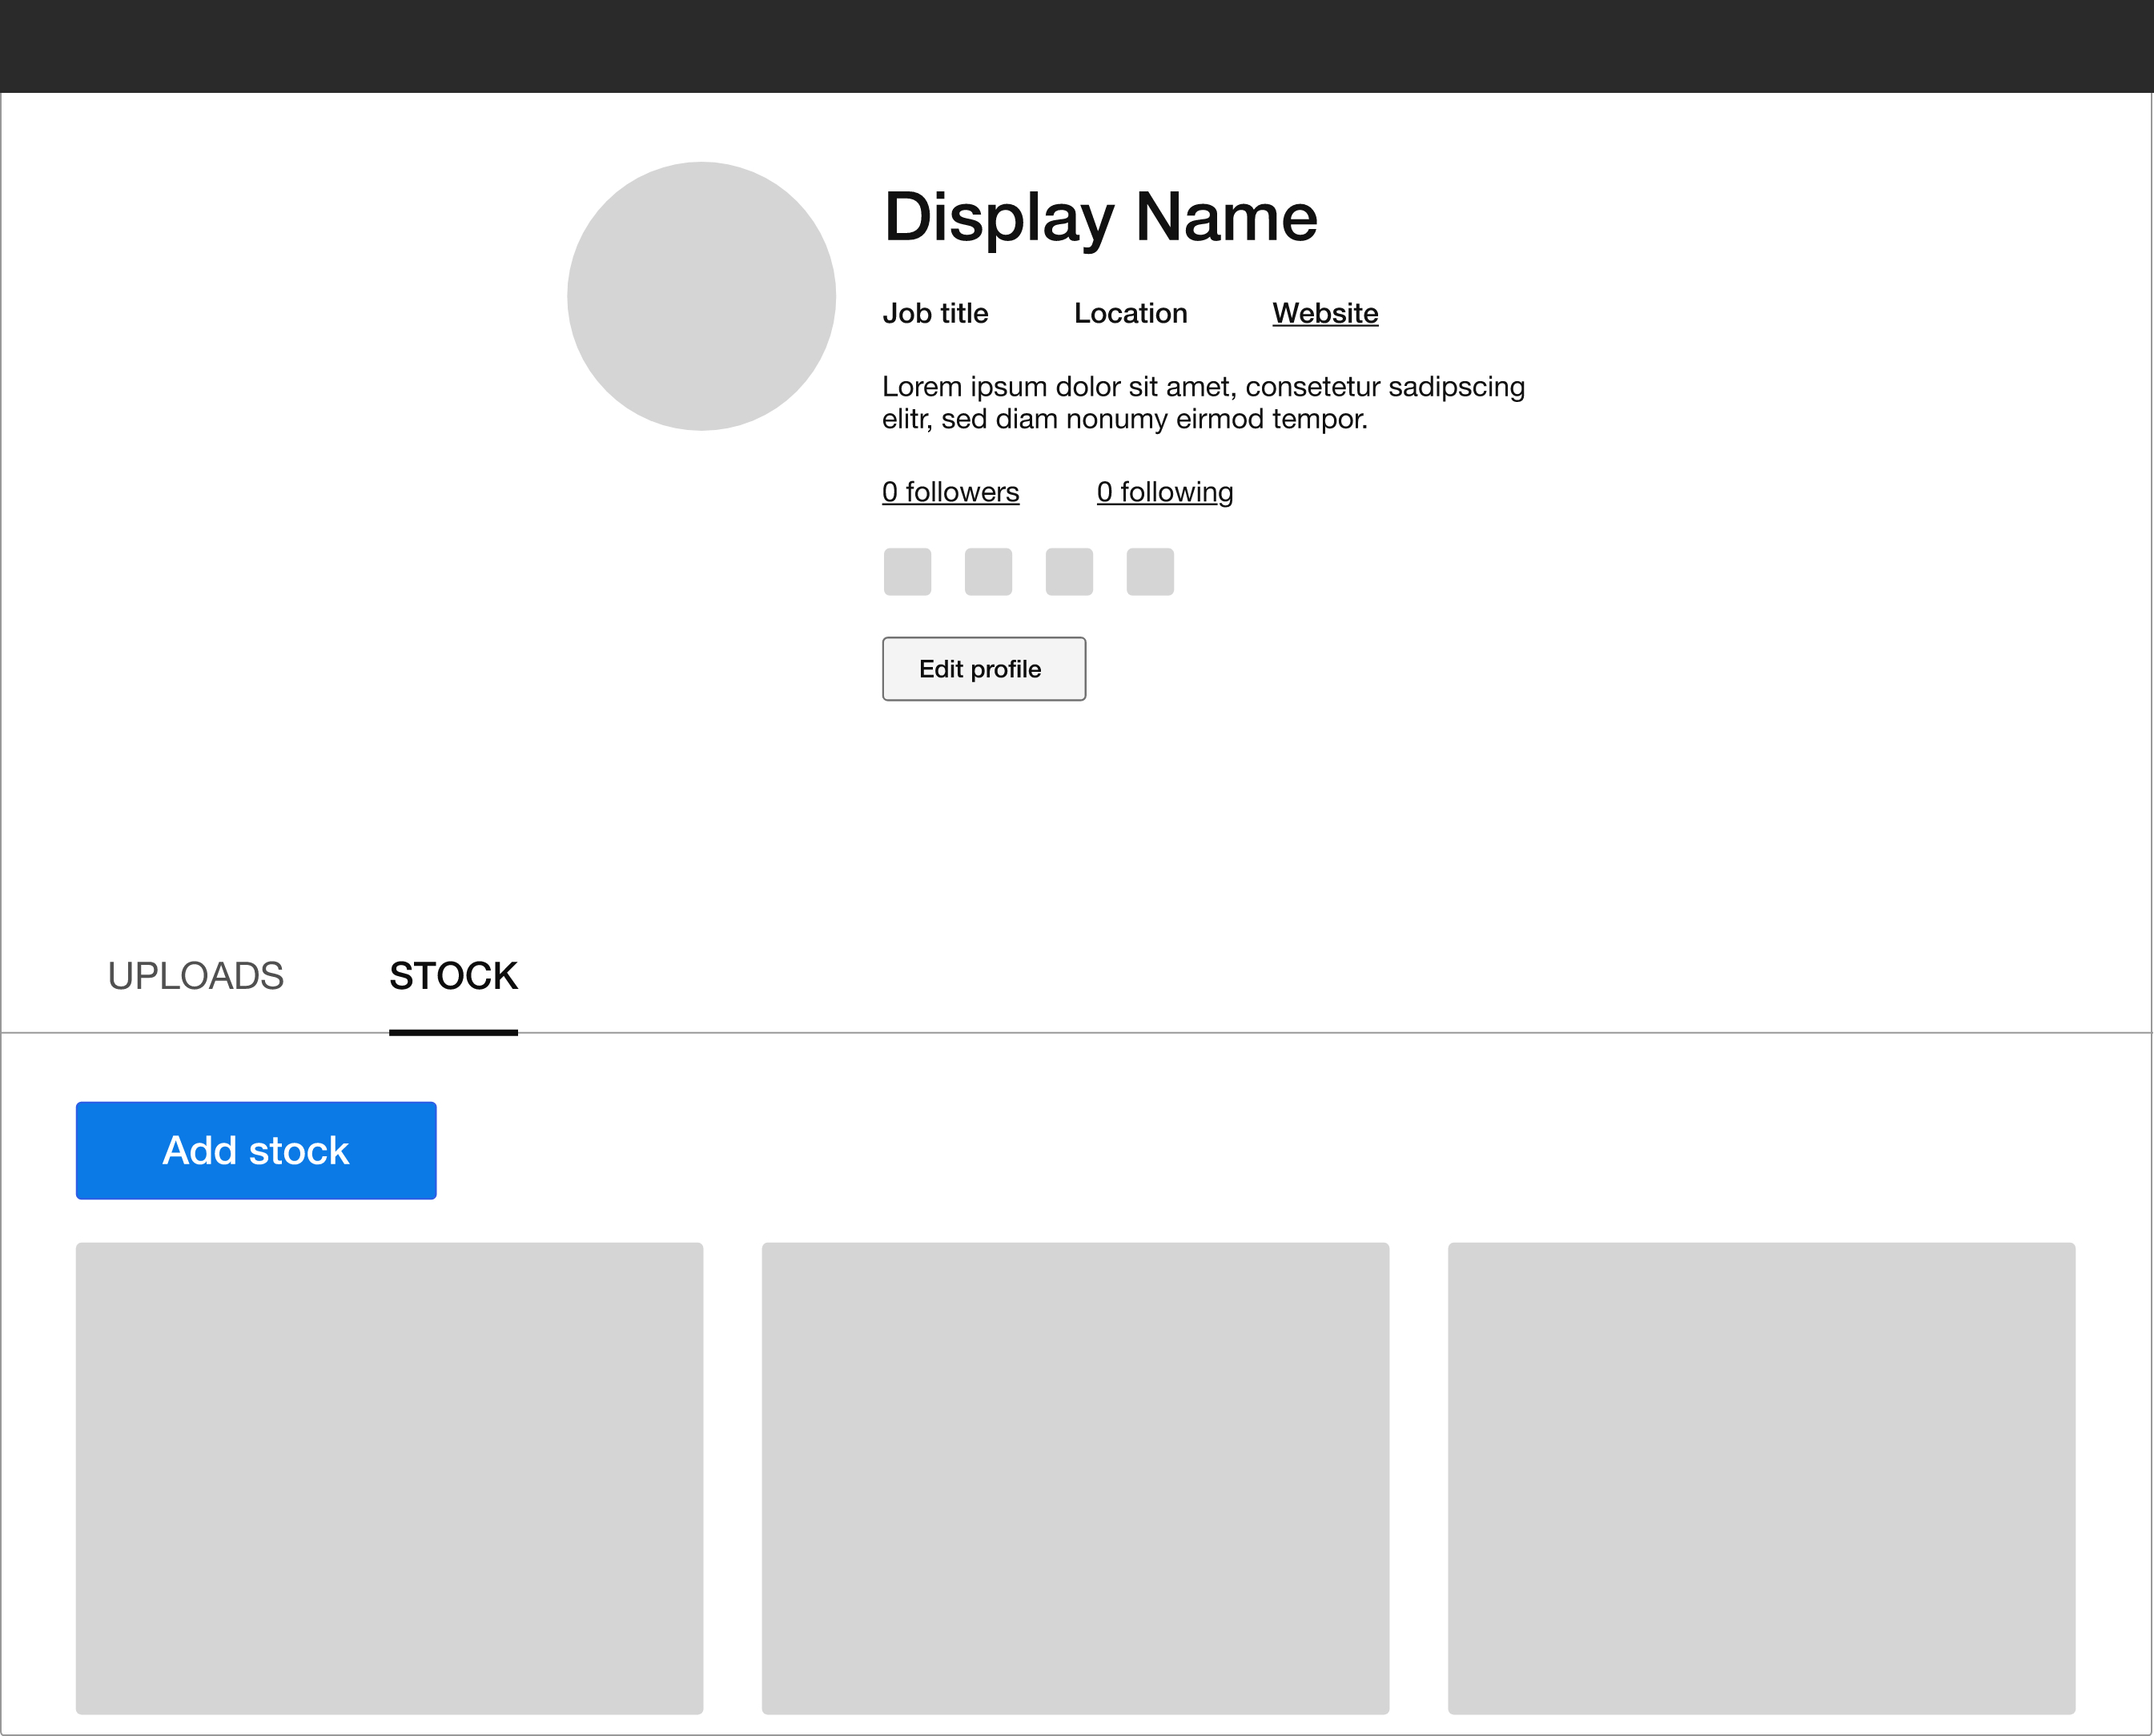 Display Name
Job title Location Website
Lorem ipsum dolor sit amet, consetetur sadipscing
elitr, sed diam nonumy eirmod tempor.
0 followers 0 following
Edit profile
UPLOADS STOCK
Add stock